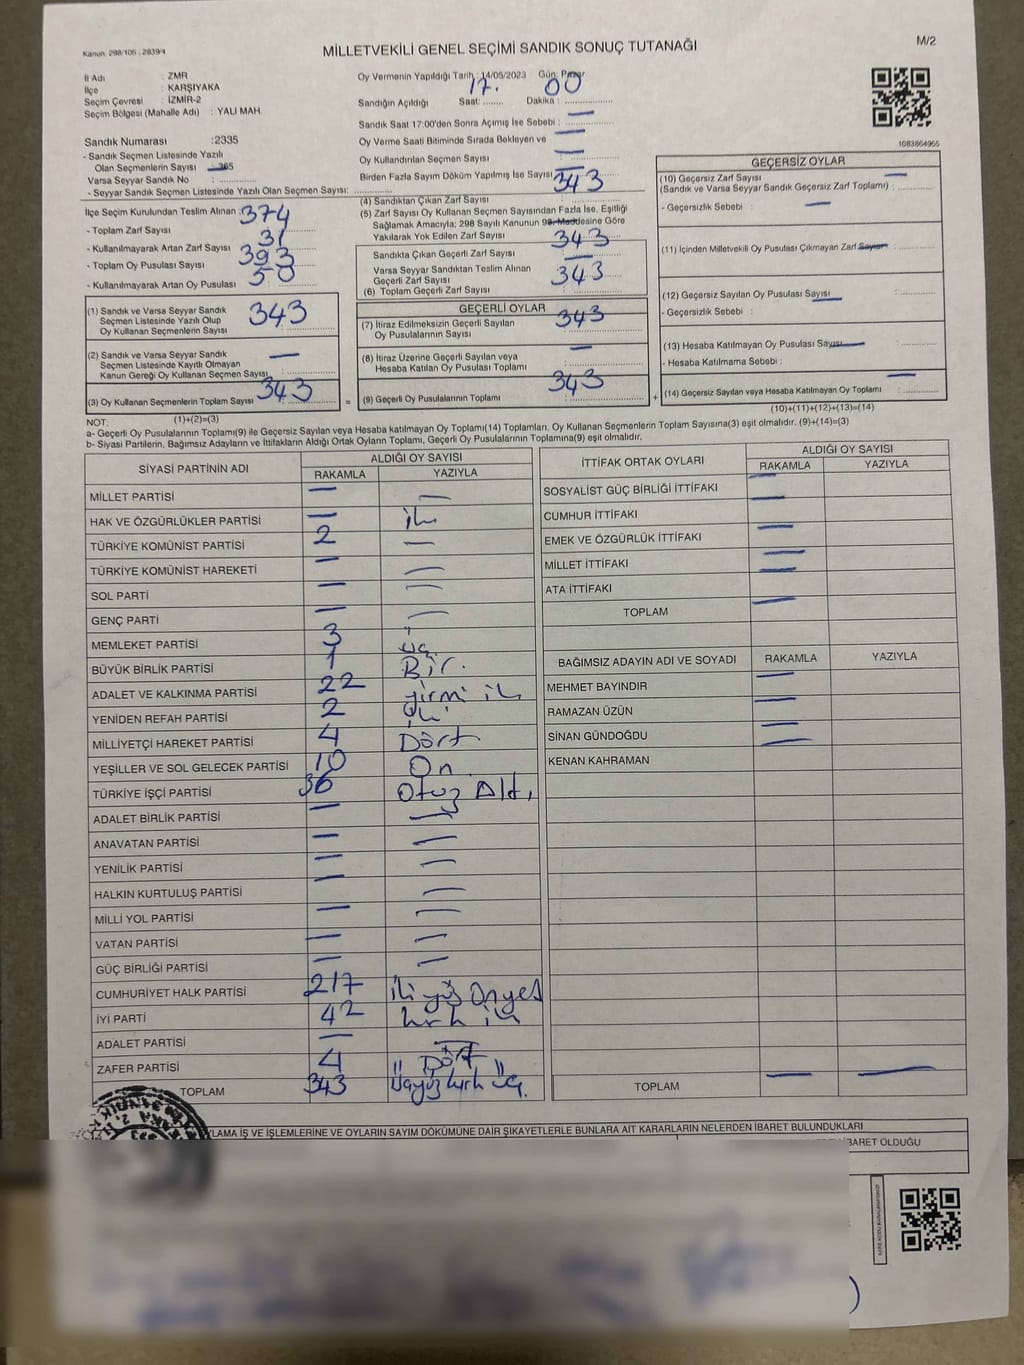 Kanun, 298/106 - 2839/4
MİLLETVEKİLİ GENEL SEÇİMİ SANDIK SONUÇ TUTANAĞI
M/2
İl Adı : ZMR
İlçe : KARŞIYAKA
Seçim Çevresi : İZMİR-2
Seçim Bölgesi (Mahalle Adı) : YALI MAH
Sandık Numarası :2335
- Sandık Seçmen Listesinde Yazılı
Olan Seçmenlerin Sayısı : 365
Varsa Seyyar Sandık No :
- Seyyar Sandık Seçmen Listesinde Yazılı Olan Seçmen Sayısı: ............
Oy Vermenin Yapıldığı Tarih : 14/05/2023 Gün: Pazar
Sandığın Açıldığı Saat: 17. Dakika : 00
Sandık Saat 17:00'den Sonra Açımış İse Sebebi : —
Oy Verme Saati Bitiminde Sırada Bekleyen ve —
Oy Kullandırılan Seçmen Sayısı —
Birden Fazla Sayım Döküm Yapılmış İse Sayısı —
1083864965
İlçe Seçim Kurulundan Teslim Alınan :
- Toplam Zarf Sayısı 374
- Kullanılmayarak Artan Zarf Sayısı 31
- Toplam Oy Pusulası Sayısı 393
- Kullanılmayarak Artan Oy Pusulası 50
(1) Sandık ve Varsa Seyyar Sandık
Seçmen Listesinde Yazılı Olup
Oy Kullanan Seçmenlerin Sayısı : 343
(2) Sandık ve Varsa Seyyar Sandık
Seçmen Listesinde Kayıtlı Olmayan
Kanun Gereği Oy Kullanan Seçmen Sayısı —
(3) Oy Kullanan Seçmenlerin Toplam Sayısı : 343
(1)+(2)=(3)
(4) Sandıktan Çıkan Zarf Sayısı 343
(5) Zarf Sayısı Oy Kullanan Seçmen Sayısından Fazla İse, Eşitliği
Sağlamak Amacıyla; 298 Sayılı Kanunun 98. Maddesine Göre
Yakılarak Yok Edilen Zarf Sayısı —
Sandıkta Çıkan Geçerli Zarf Sayısı 343
Varsa Seyyar Sandıktan Teslim Alınan
Geçerli Zarf Sayısı —
(6) Toplam Geçerli Zarf Sayısı : 343
GEÇERLİ OYLAR
(7) İtiraz Edilmeksizin Geçerli Sayılan
Oy Pusulalarının Sayısı 343
(8) İtiraz Üzerine Geçerli Sayılan veya
Hesaba Katılan Oy Pusulası Toplamı —
= (9) Geçerli Oy Pusulalarının Toplamı : 343 +
GEÇERSİZ OYLAR
(10) Geçersiz Zarf Sayısı —
(Sandık ve Varsa Seyyar Sandık Geçersiz Zarf Toplamı) :
- Geçersizlik Sebebi : —
(11) İçinden Milletvekili Oy Pusulası Çıkmayan Zarf Sayısı —
(12) Geçersiz Sayılan Oy Pusulası Sayısı —
- Geçersizlik Sebebi :
(13) Hesaba Katılmayan Oy Pusulası Sayısı —
- Hesaba Katılmama Sebebi :
(14) Geçersiz Sayılan veya Hesaba Katılmayan Oy Toplamı : —
(10)+(11)+(12)+(13)=(14)
NOT:
a- Geçerli Oy Pusulalarının Toplamı(9) ile Geçersiz Sayılan veya Hesaba Katılmayan Oy Toplamı(14) Toplamları, Oy Kullanan Seçmenlerin Toplam Sayısına(3) eşit olmalıdır. (9)+(14)=(3)
b- Siyasi Partilerin, Bağımsız Adayların ve İttifakların Aldığı Ortak Oyların Toplamı, Geçerli Oy Pusulalarının Toplamına(9) eşit olmalıdır.
SİYASİ PARTİNİN ADI ALDIĞI OY SAYISI
RAKAMLA YAZIYLA
MİLLET PARTİSİ — —
HAK VE ÖZGÜRLÜKLER PARTİSİ —
TÜRKİYE KOMÜNİST PARTİSİ 2 iki
TÜRKİYE KOMÜNİST HAREKETİ — —
SOL PARTİ — —
GENÇ PARTİ — —
MEMLEKET PARTİSİ 3 üç
BÜYÜK BİRLİK PARTİSİ 1 Bir.
ADALET VE KALKINMA PARTİSİ 22 yirmi iki
YENİDEN REFAH PARTİSİ 2 iki
MİLLİYETÇİ HAREKET PARTİSİ 4 Dört
YEŞİLLER VE SOL GELECEK PARTİSİ 10 On
TÜRKİYE İŞÇİ PARTİSİ 36 Otuz Altı
ADALET BİRLİK PARTİSİ — —
ANAVATAN PARTİSİ — —
YENİLİK PARTİSİ — —
HALKIN KURTULUŞ PARTİSİ — —
MİLLİ YOL PARTİSİ — —
VATAN PARTİSİ — —
GÜÇ BİRLİĞİ PARTİSİ — —
CUMHURİYET HALK PARTİSİ 217 iki yüz Onyedi
İYİ PARTİ 42 kırk iki
ADALET PARTİSİ — —
ZAFER PARTİSİ 4 Dört
TOPLAM 343 Üçyüz kırk üç.
İTTİFAK ORTAK OYLARI ALDIĞI OY SAYISI
RAKAMLA YAZIYLA
SOSYALİST GÜÇ BİRLİĞİ İTTİFAKI —
CUMHUR İTTİFAKI —
EMEK VE ÖZGÜRLÜK İTTİFAKI —
MİLLET İTTİFAKI —
ATA İTTİFAKI —
TOPLAM —
BAĞIMSIZ ADAYIN ADI VE SOYADI RAKAMLA YAZIYLA
MEHMET BAYINDIR —
RAMAZAN ÜZÜN —
SİNAN GÜNDOĞDU —
KENAN KAHRAMAN —
TOPLAM — —
YLAMA İŞ VE İŞLEMLERİNE VE OYLARIN SAYIM DÖKÜMÜNE DAİR ŞİKAYETLERLE BUNLARA AİT KARARLARIN NELERDEN İBARET BULUNDUKLARI
İBARET OLDUĞU